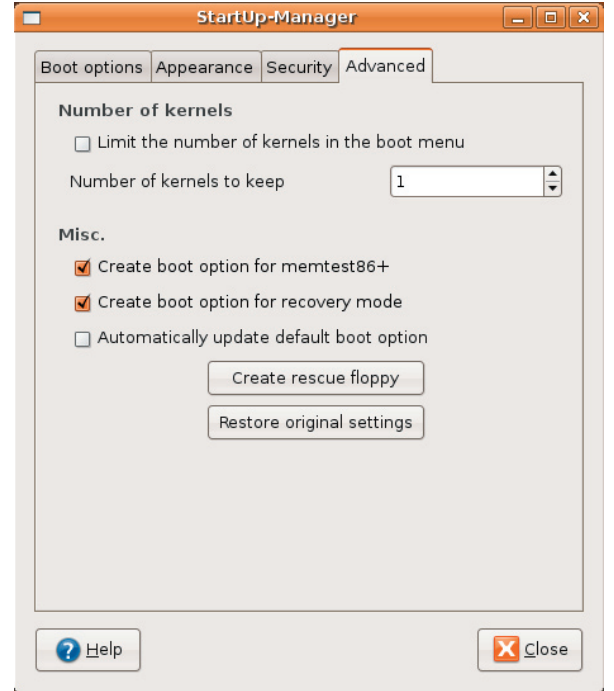 StartUp-Manager
Boot options Appearance Security Advanced
Number of kernels
Limit the number of kernels in the boot menu
Number of kernels to keep 1
Misc.
Create boot option for memtest86+
Create boot option for recovery mode
Automatically update default boot option
Create rescue floppy
Restore original settings
Help Close